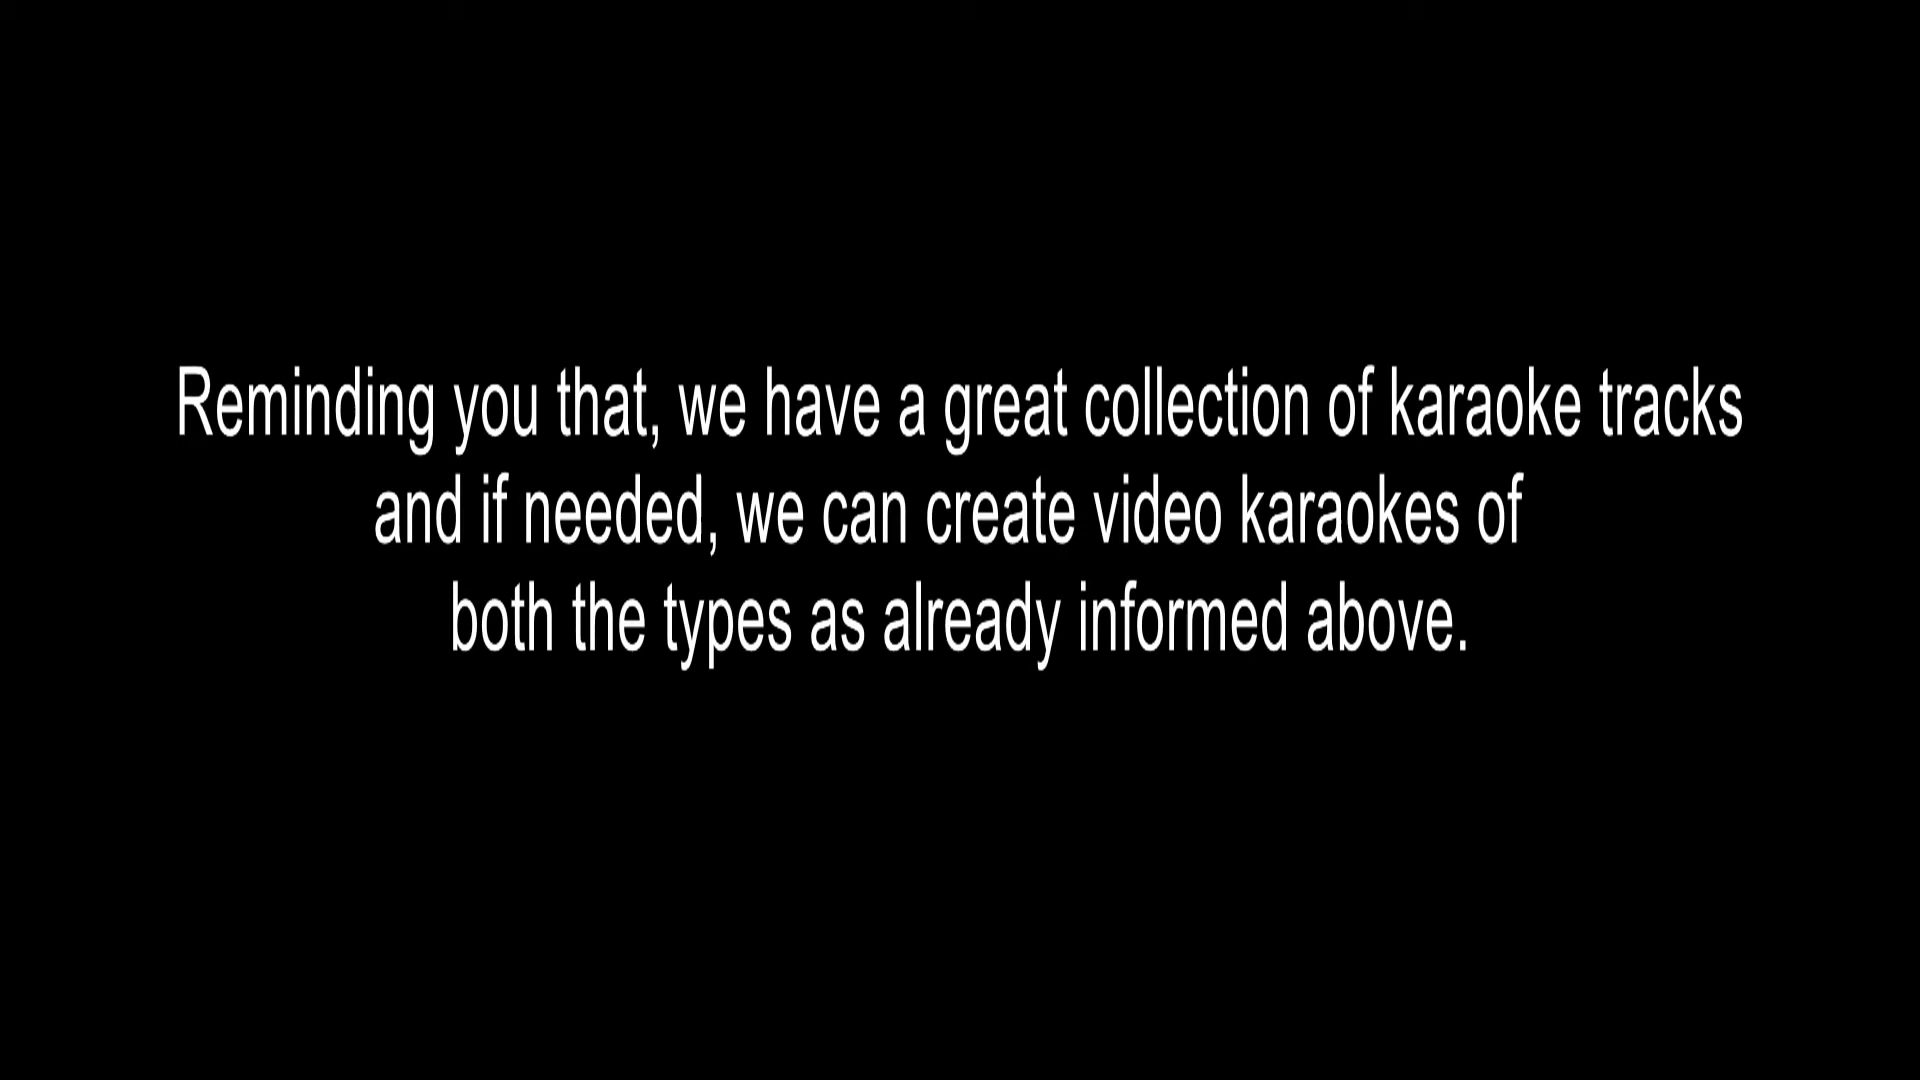 Reminding you that, we have a great collection of karaoke tracks
and if needed, we can create video karaokes of
both the types as already informed above.